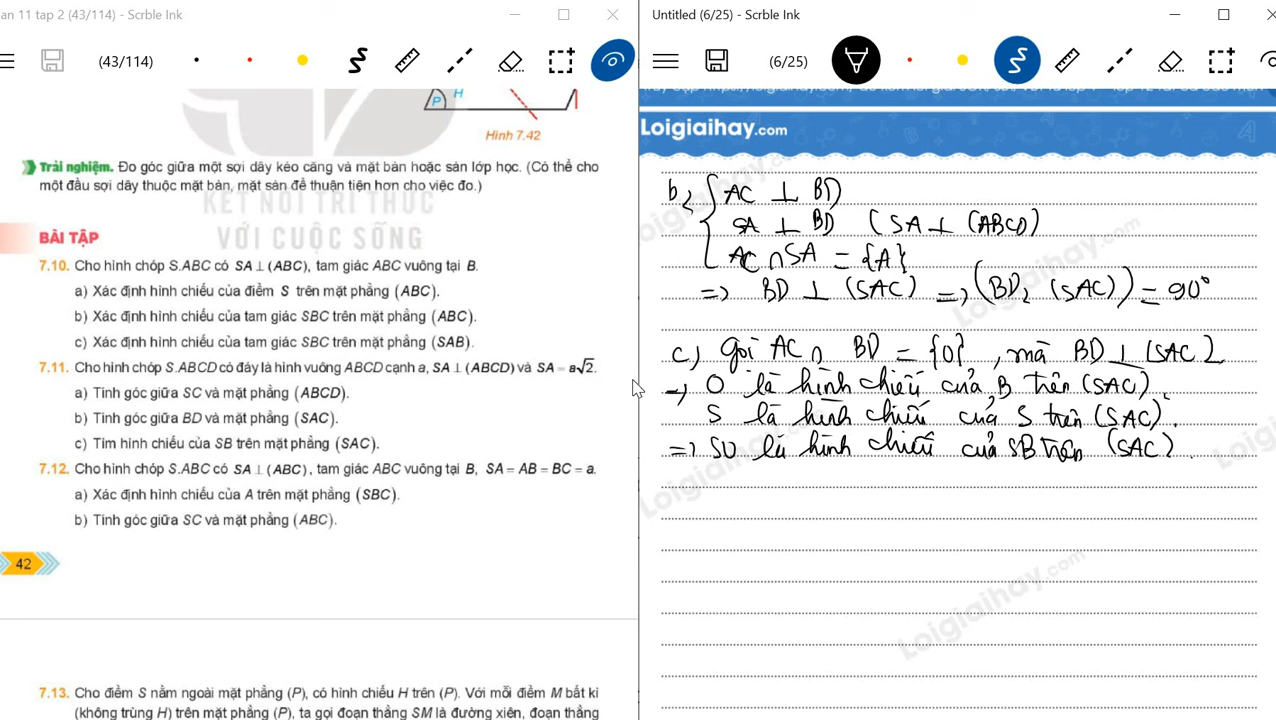 an 11 tap 2 (43/114) - Scrble Ink
(43/114)
P H
Hình 7.42
Trải nghiệm. Đo góc giữa một sợi dây kéo căng và mặt bàn hoặc sàn lớp học. (Có thể cho
một đầu sợi dây thuộc mặt bàn, mặt sàn để thuận tiện hơn cho việc đo.)
KẾT NỐI TRI THỨC
VỚI CUỘC SỐNG
BÀI TẬP
7.10. Cho hình chóp S.ABC có SA ⊥ (ABC), tam giác ABC vuông tại B.
a) Xác định hình chiếu của điểm S trên mặt phẳng (ABC).
b) Xác định hình chiếu của tam giác SBC trên mặt phẳng (ABC).
c) Xác định hình chiếu của tam giác SBC trên mặt phẳng (SAB).
7.11. Cho hình chóp S.ABCD có đáy là hình vuông ABCD cạnh a, SA ⊥ (ABCD) và SA = a√2.
a) Tính góc giữa SC và mặt phẳng (ABCD).
b) Tính góc giữa BD và mặt phẳng (SAC).
c) Tìm hình chiếu của SB trên mặt phẳng (SAC).
7.12. Cho hình chóp S.ABC có SA ⊥ (ABC), tam giác ABC vuông tại B, SA = AB = BC = a.
a) Xác định hình chiếu của A trên mặt phẳng (SBC).
b) Tính góc giữa SC và mặt phẳng (ABC).
42
7.13. Cho điểm S nằm ngoài mặt phẳng (P), có hình chiếu H trên (P). Với mỗi điểm M bất kì
(không trùng H) trên mặt phẳng (P), ta gọi đoạn thẳng SM là đường xiên, đoạn thẳng
Untitled (6/25) - Scrble Ink
(6/25)
Loigiaihay.com
b, { AC ⊥ BD
SA ⊥ BD (SA ⊥ (ABCD)
AC ∩ SA = {A}
=> BD ⊥ (SAC) => (BD, (SAC)) = 90°
c, gọi AC ∩ BD = {O}, mà BD ⊥ (SAC)
=> O là hình chiếu của B trên (SAC).
S là hình chiếu của S trên (SAC).
=> SO là hình chiếu của SB trên (SAC).
Loigiaihay.com
Loigiaihay.com
Loigiaihay.com